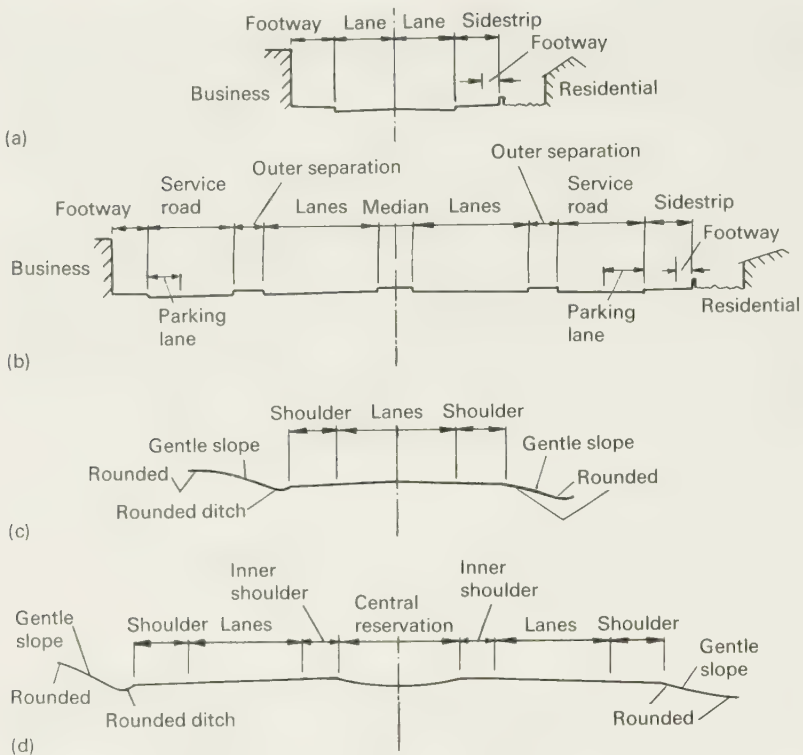 Footway Lane Lane Sidestrip
Footway
Business
Residential
(a)
Outer separation
Outer separation
Service
road
Service
road
Footway
Lanes Median Lanes
Sidestrip
Footway
Business
Parking
lane
Parking
lane
Residential
(b)
Shoulder Lanes Shoulder
Gentle slope
Gentle slope
Rounded
Rounded
Rounded ditch
(c)
Inner
shoulder
Inner
shoulder
Central
reservation
Gentle
slope
Shoulder Lanes
Lanes Shoulder
Gentle
slope
Rounded
Rounded ditch
Rounded
(d)